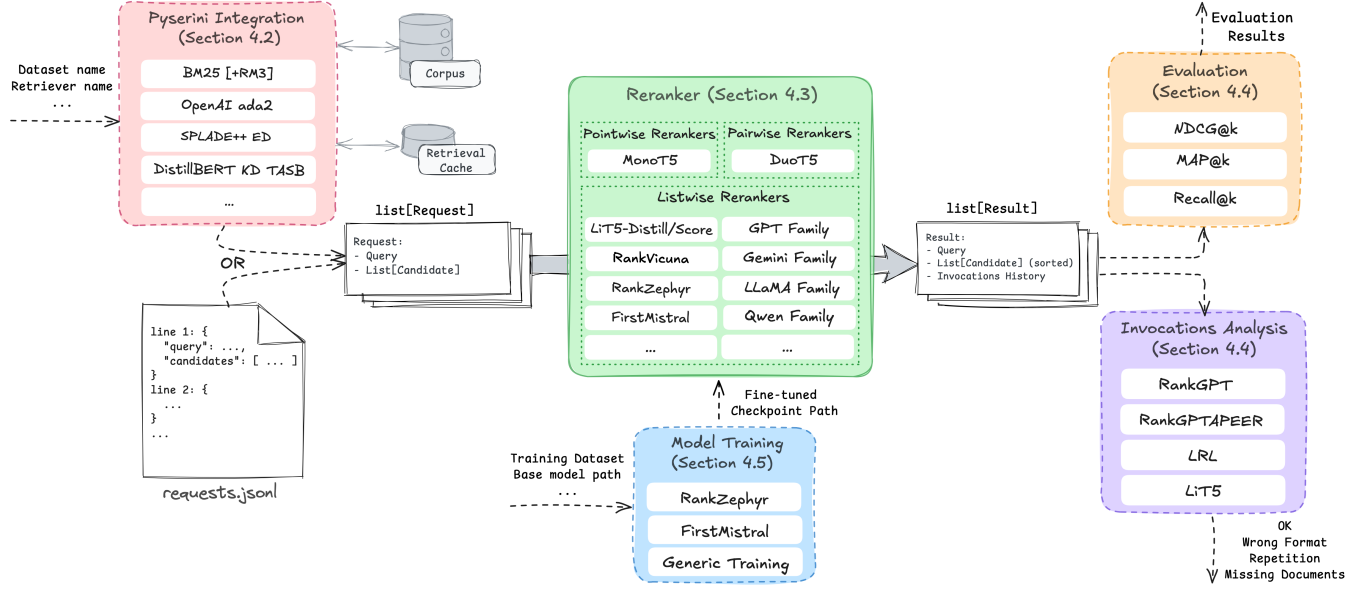 Pyserini Integration
(Section 4.2)
BM25 [+RM3]
OpenAI ada2
SPLADE++ ED
DistillBERT KD TASB
...
Dataset name
Retriever name
...
Corpus
Retrieval
Cache
OR
line 1: {
"query": ...,
"candidates": [ ... ]
}
line 2: {
...
}
...
requests.jsonl
list[Request]
Request:
- Query
- List[Candidate]
Reranker (Section 4.3)
Pointwise Rerankers
MonoT5
Pairwise Rerankers
DuoT5
Listwise Rerankers
LiT5-Distill/Score
GPT Family
RankVicuna
Gemini Family
RankZephyr
LLaMA Family
FirstMistral
Qwen Family
...
...
Fine-tuned
Checkpoint Path
Training Dataset
Base model path
...
Model Training
(Section 4.5)
RankZephyr
FirstMistral
Generic Training
list[Result]
Result:
- Query
- List[Candidate] (sorted)
- Invocations History
Evaluation
Results
Evaluation
(Section 4.4)
NDCG@k
MAP@k
Recall@k
Invocations Analysis
(Section 4.4)
RankGPT
RankGPTAPEER
LRL
LiT5
OK
Wrong Format
Repetition
Missing Documents